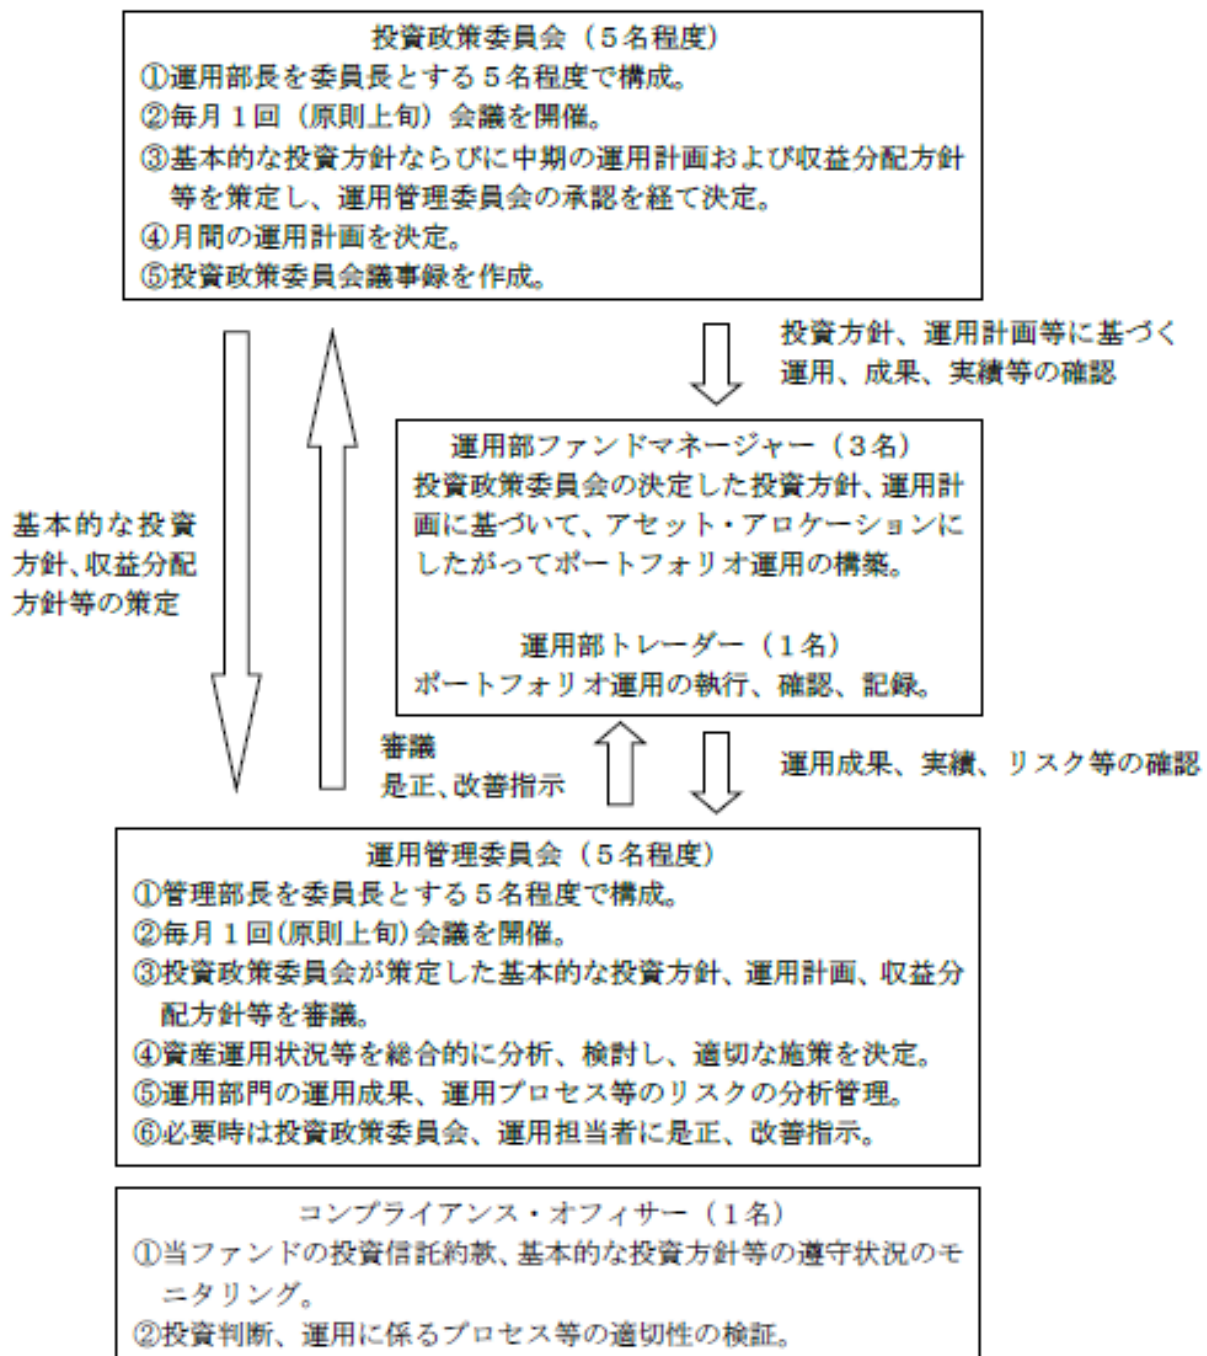 投資政策委員会（５名程度）
①運用部長を委員長とする５名程度で構成。
②毎月１回（原則上旬）会議を開催。
③基本的な投資方針ならびに中期の運用計画および収益分配方針
等を策定し、運用管理委員会の承認を経て決定。
④月間の運用計画を決定。
⑤投資政策委員会議事録を作成。
投資方針、運用計画等に基づく
運用、成果、実績等の確認
運用部ファンドマネージャー（３名）
投資政策委員会の決定した投資方針、運用計
画に基づいて、アセット・アロケーションに
したがってポートフォリオ運用の構築。
運用部トレーダー（１名）
ポートフォリオ運用の執行、確認、記録。
基本的な投資
方針、収益分配
方針等の策定
審議
是正、改善指示
運用成果、実績、リスク等の確認
運用管理委員会（５名程度）
①管理部長を委員長とする５名程度で構成。
②毎月１回(原則上旬)会議を開催。
③投資政策委員会が策定した基本的な投資方針、運用計画、収益分
配方針等を審議。
④資産運用状況等を総合的に分析、検討し、適切な施策を決定。
⑤運用部門の運用成果、運用プロセス等のリスクの分析管理。
⑥必要時は投資政策委員会、運用担当者に是正、改善指示。
コンプライアンス・オフィサー（１名）
①当ファンドの投資信託約款、基本的な投資方針等の遵守状況のモ
ニタリング。
②投資判断、運用に係るプロセス等の適切性の検証。